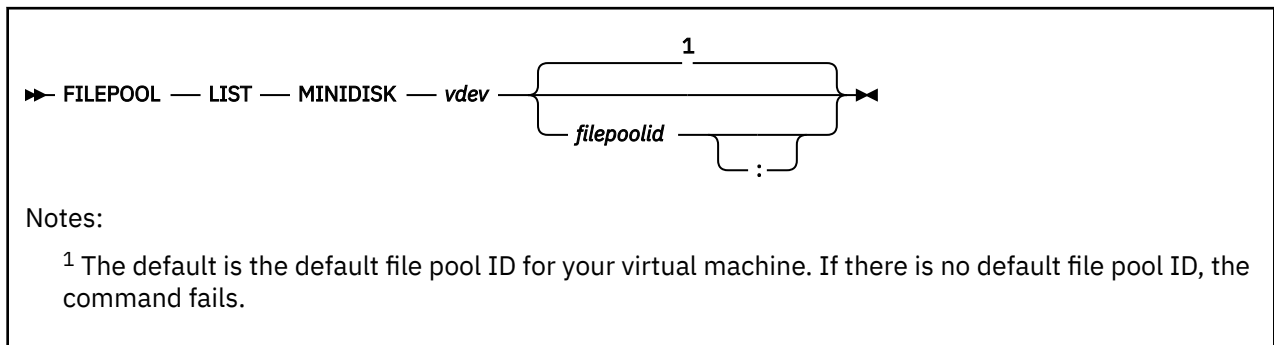 1
FILEPOOL LIST MINIDISK vdev
filepoolid
:
Notes:
1 The default is the default file pool ID for your virtual machine. If there is no default file pool ID, the
command fails.